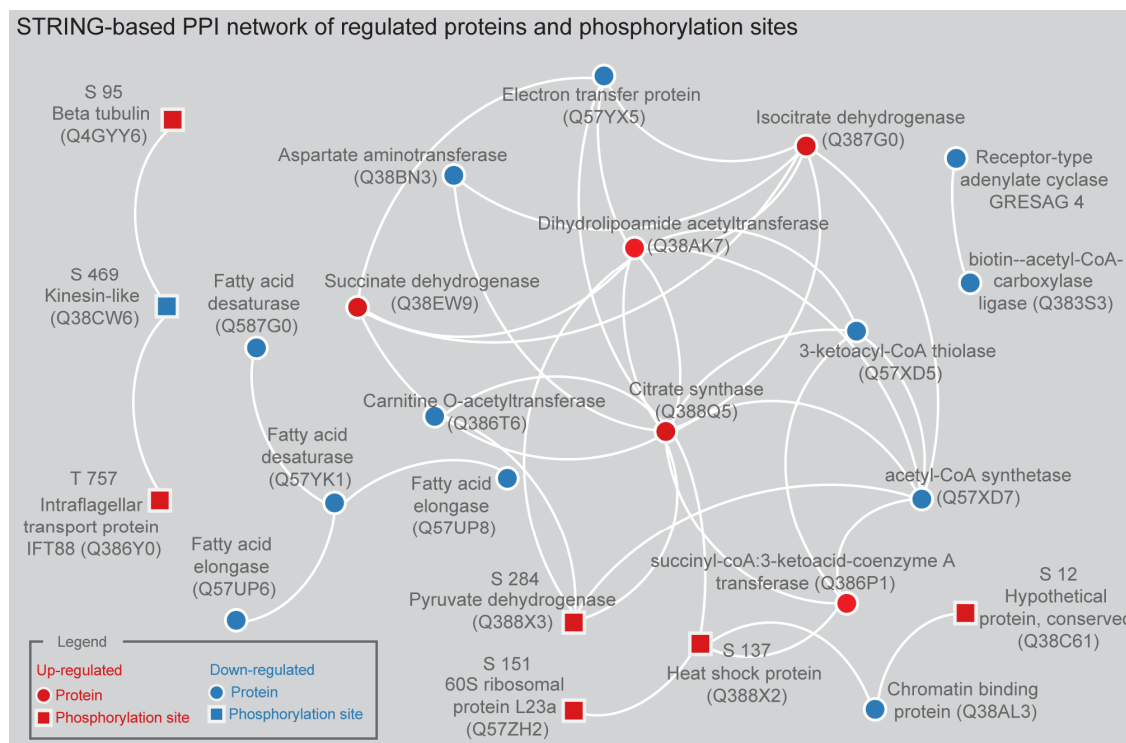 STRING-based PPI network of regulated proteins and phosphorylation sites
S 95
Beta tubulin
(Q4GYY6)
Electron transfer protein
(Q57YX5)
Isocitrate dehydrogenase
(Q387G0)
Aspartate aminotransferase
(Q38BN3)
Receptor-type
adenylate cyclase
GRESAG 4
Dihydrolipoamide acetyltransferase
(Q38AK7)
S 469
Kinesin-like
(Q38CW6)
Fatty acid
desaturase
(Q587G0)
Succinate dehydrogenase
(Q38EW9)
biotin--acetyl-CoA-
carboxylase
ligase (Q383S3)
3-ketoacyl-CoA thiolase
(Q57XD5)
Carnitine O-acetyltransferase
(Q386T6)
Citrate synthase
(Q388Q5)
Fatty acid
desaturase
(Q57YK1)
T 757
Intraflagellar
transport protein
IFT88 (Q386Y0)
Fatty acid
elongase
(Q57UP8)
acetyl-CoA synthetase
(Q57XD7)
Fatty acid
elongase
(Q57UP6)
S 284
Pyruvate dehydrogenase
(Q388X3)
succinyl-coA:3-ketoacid-coenzyme A
transferase (Q386P1)
S 12
Hypothetical
protein, conserved
(Q38C61)
S 137
Heat shock protein
(Q388X2)
S 151
60S ribosomal
protein L23a
(Q57ZH2)
Chromatin binding
protein (Q38AL3)
Legend
Up-regulated
Down-regulated
Protein
Protein
Phosphorylation site
Phosphorylation site